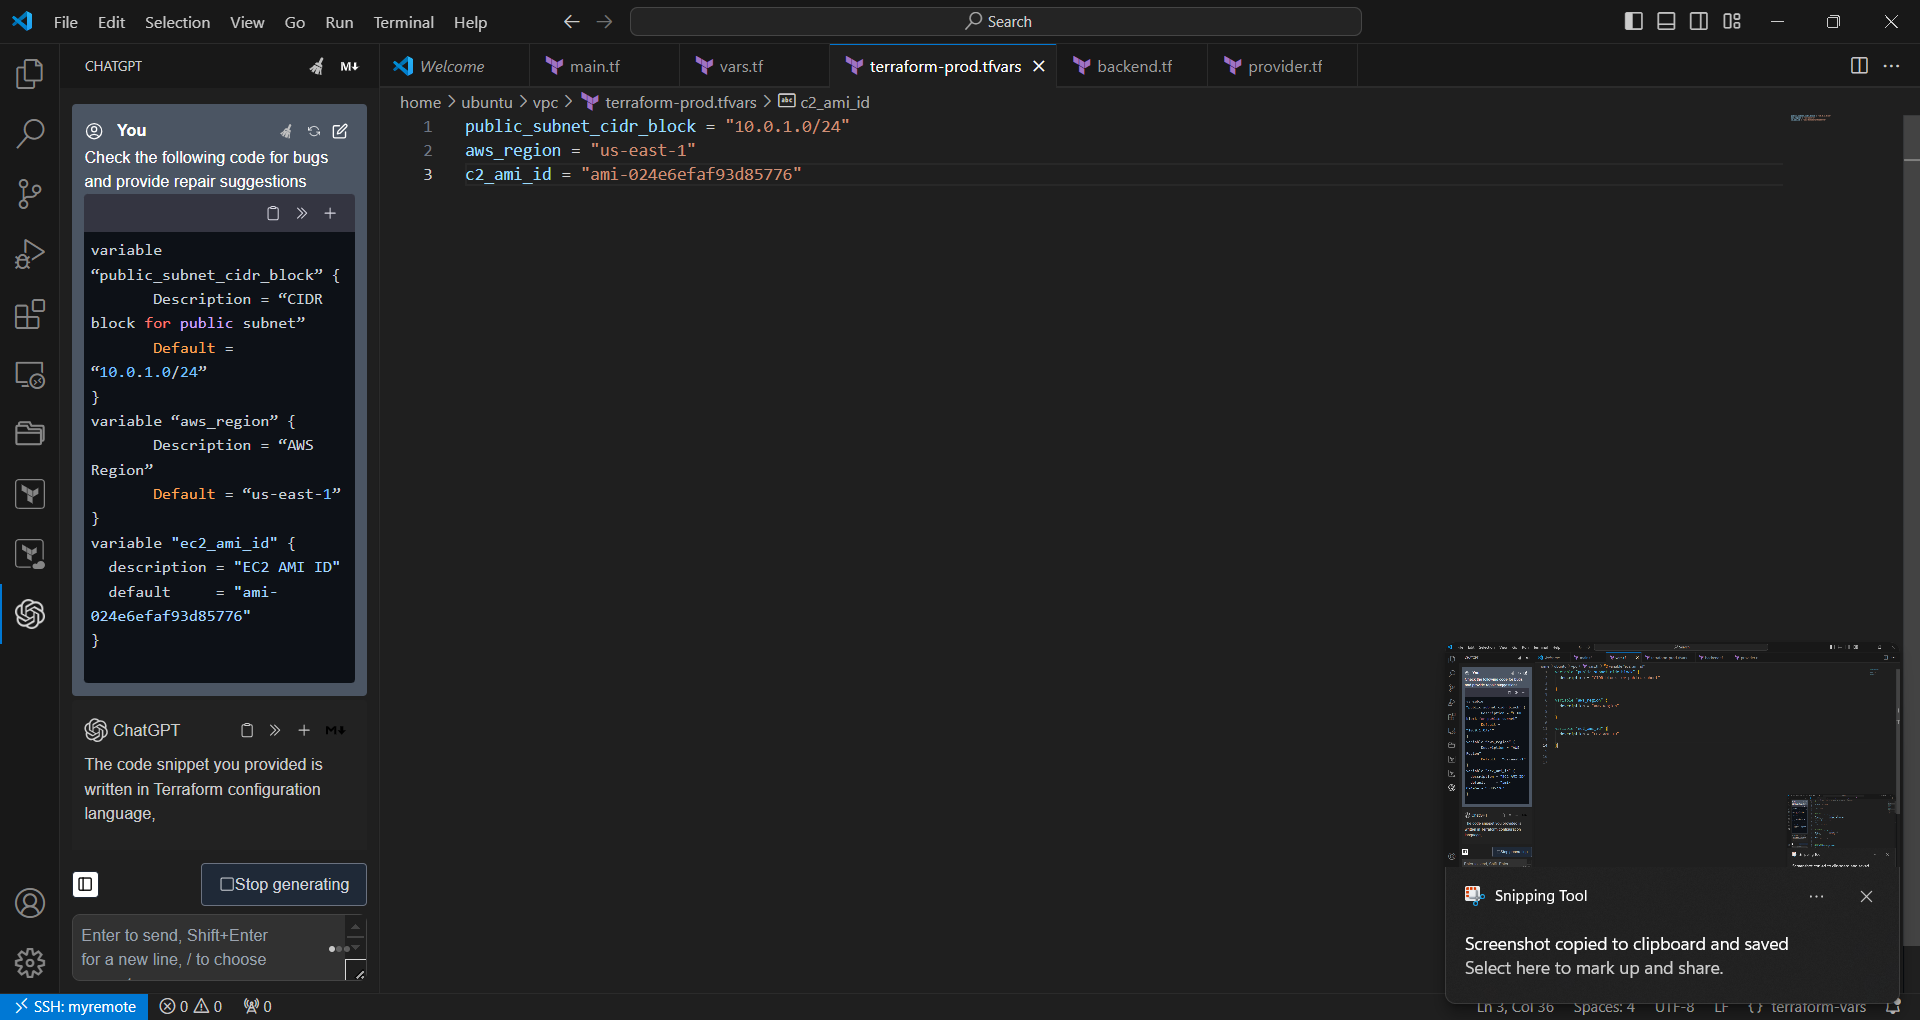 File Edit Selection View Go Run Terminal Help
Search
CHATGPT
M↓
Welcome
main.tf
vars.tf
terraform-prod.tfvars
backend.tf
provider.tf
home > ubuntu > vpc > terraform-prod.tfvars > c2_ami_id
1 public_subnet_cidr_block = "10.0.1.0/24"
2 aws_region = "us-east-1"
3 c2_ami_id = "ami-024e6efaf93d85776"
You
Check the following code for bugs
and provide repair suggestions
variable
“public_subnet_cidr_block” {
Description = “CIDR
block for public subnet”
Default =
“10.0.1.0/24”
}
variable “aws_region” {
Description = “AWS
Region”
Default = “us-east-1”
}
variable "ec2_ami_id" {
description = "EC2 AMI ID"
default = "ami-
024e6efaf93d85776"
}
ChatGPT
M↓
The code snippet you provided is
written in Terraform configuration
language,
Stop generating
Enter to send, Shift+Enter
for a new line, / to choose
Snipping Tool
Screenshot copied to clipboard and saved
Select here to mark up and share.
SSH: myremote
0 0
0
Ln 3, Col 36
Spaces: 4
UTF-8
LF
{} terraform-vars